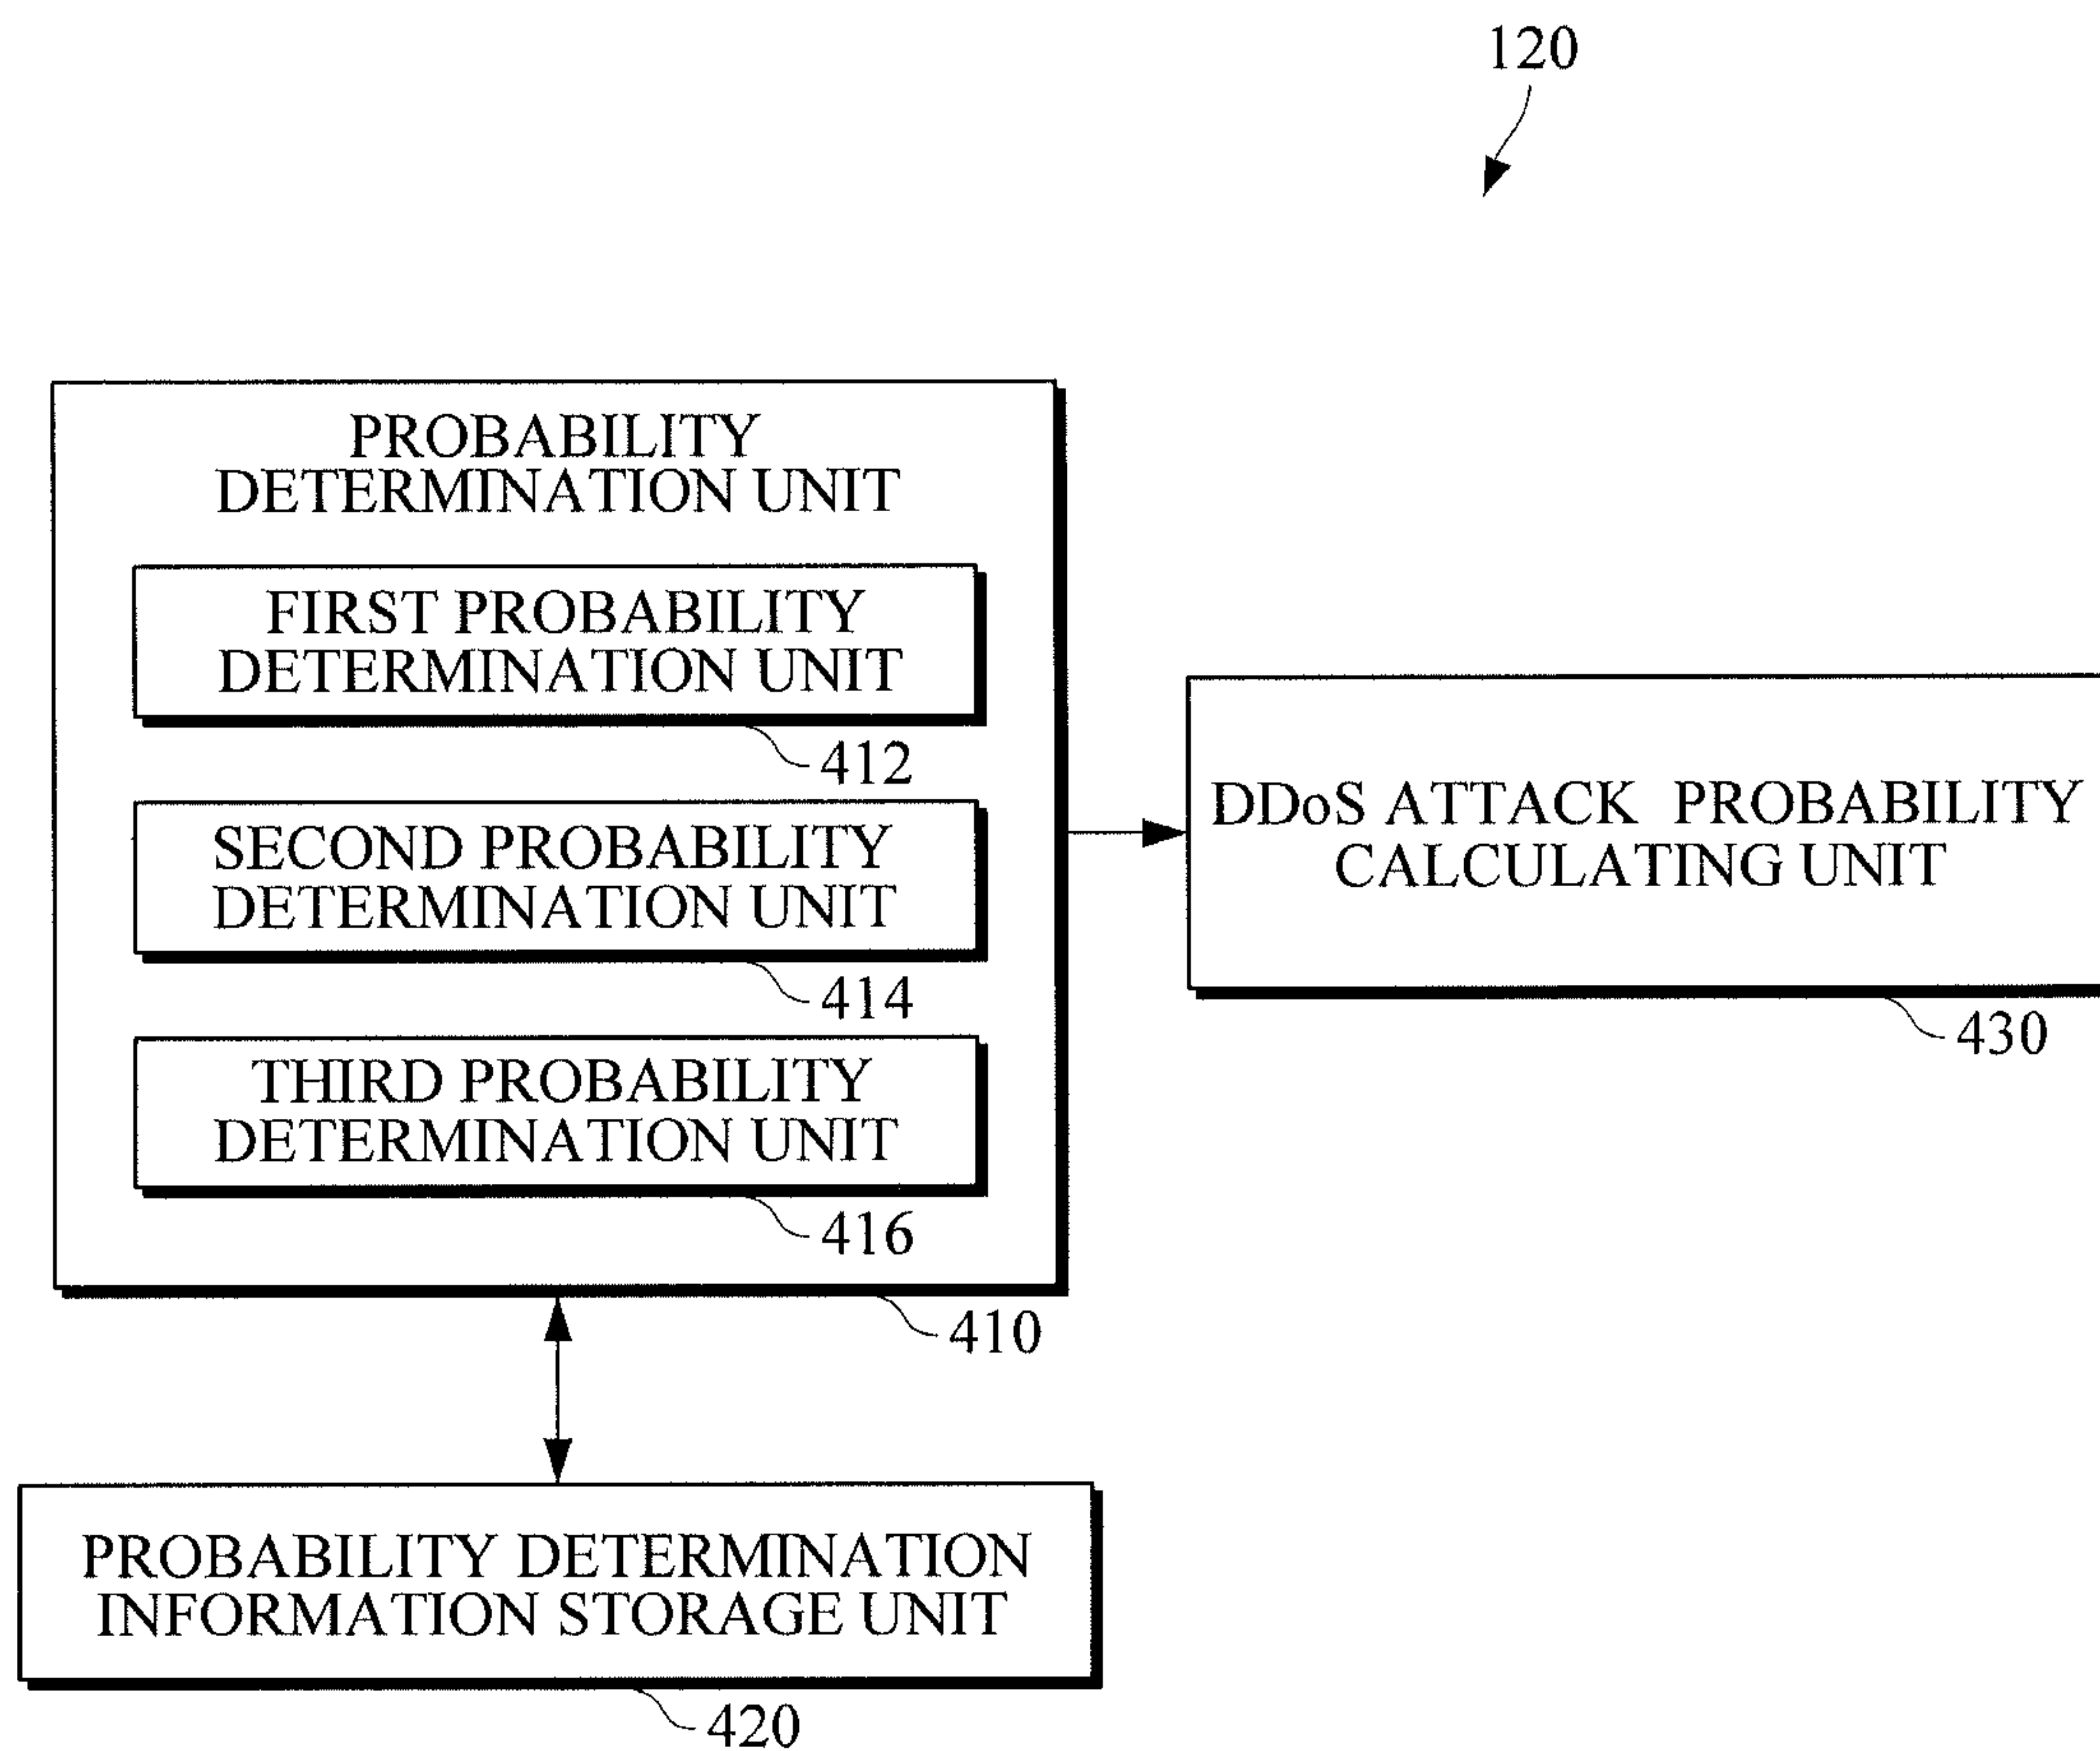 120
PROBABILITY
DETERMINATION UNIT
FIRST PROBABILITY
DETERMINATION UNIT
412
SECOND PROBABILITY
DETERMINATION UNIT
414
THIRD PROBABILITY
DETERMINATION UNIT
416
410
DDoS ATTACK PROBABILITY
CALCULATING UNIT
430
PROBABILITY DETERMINATION
INFORMATION STORAGE UNIT
420